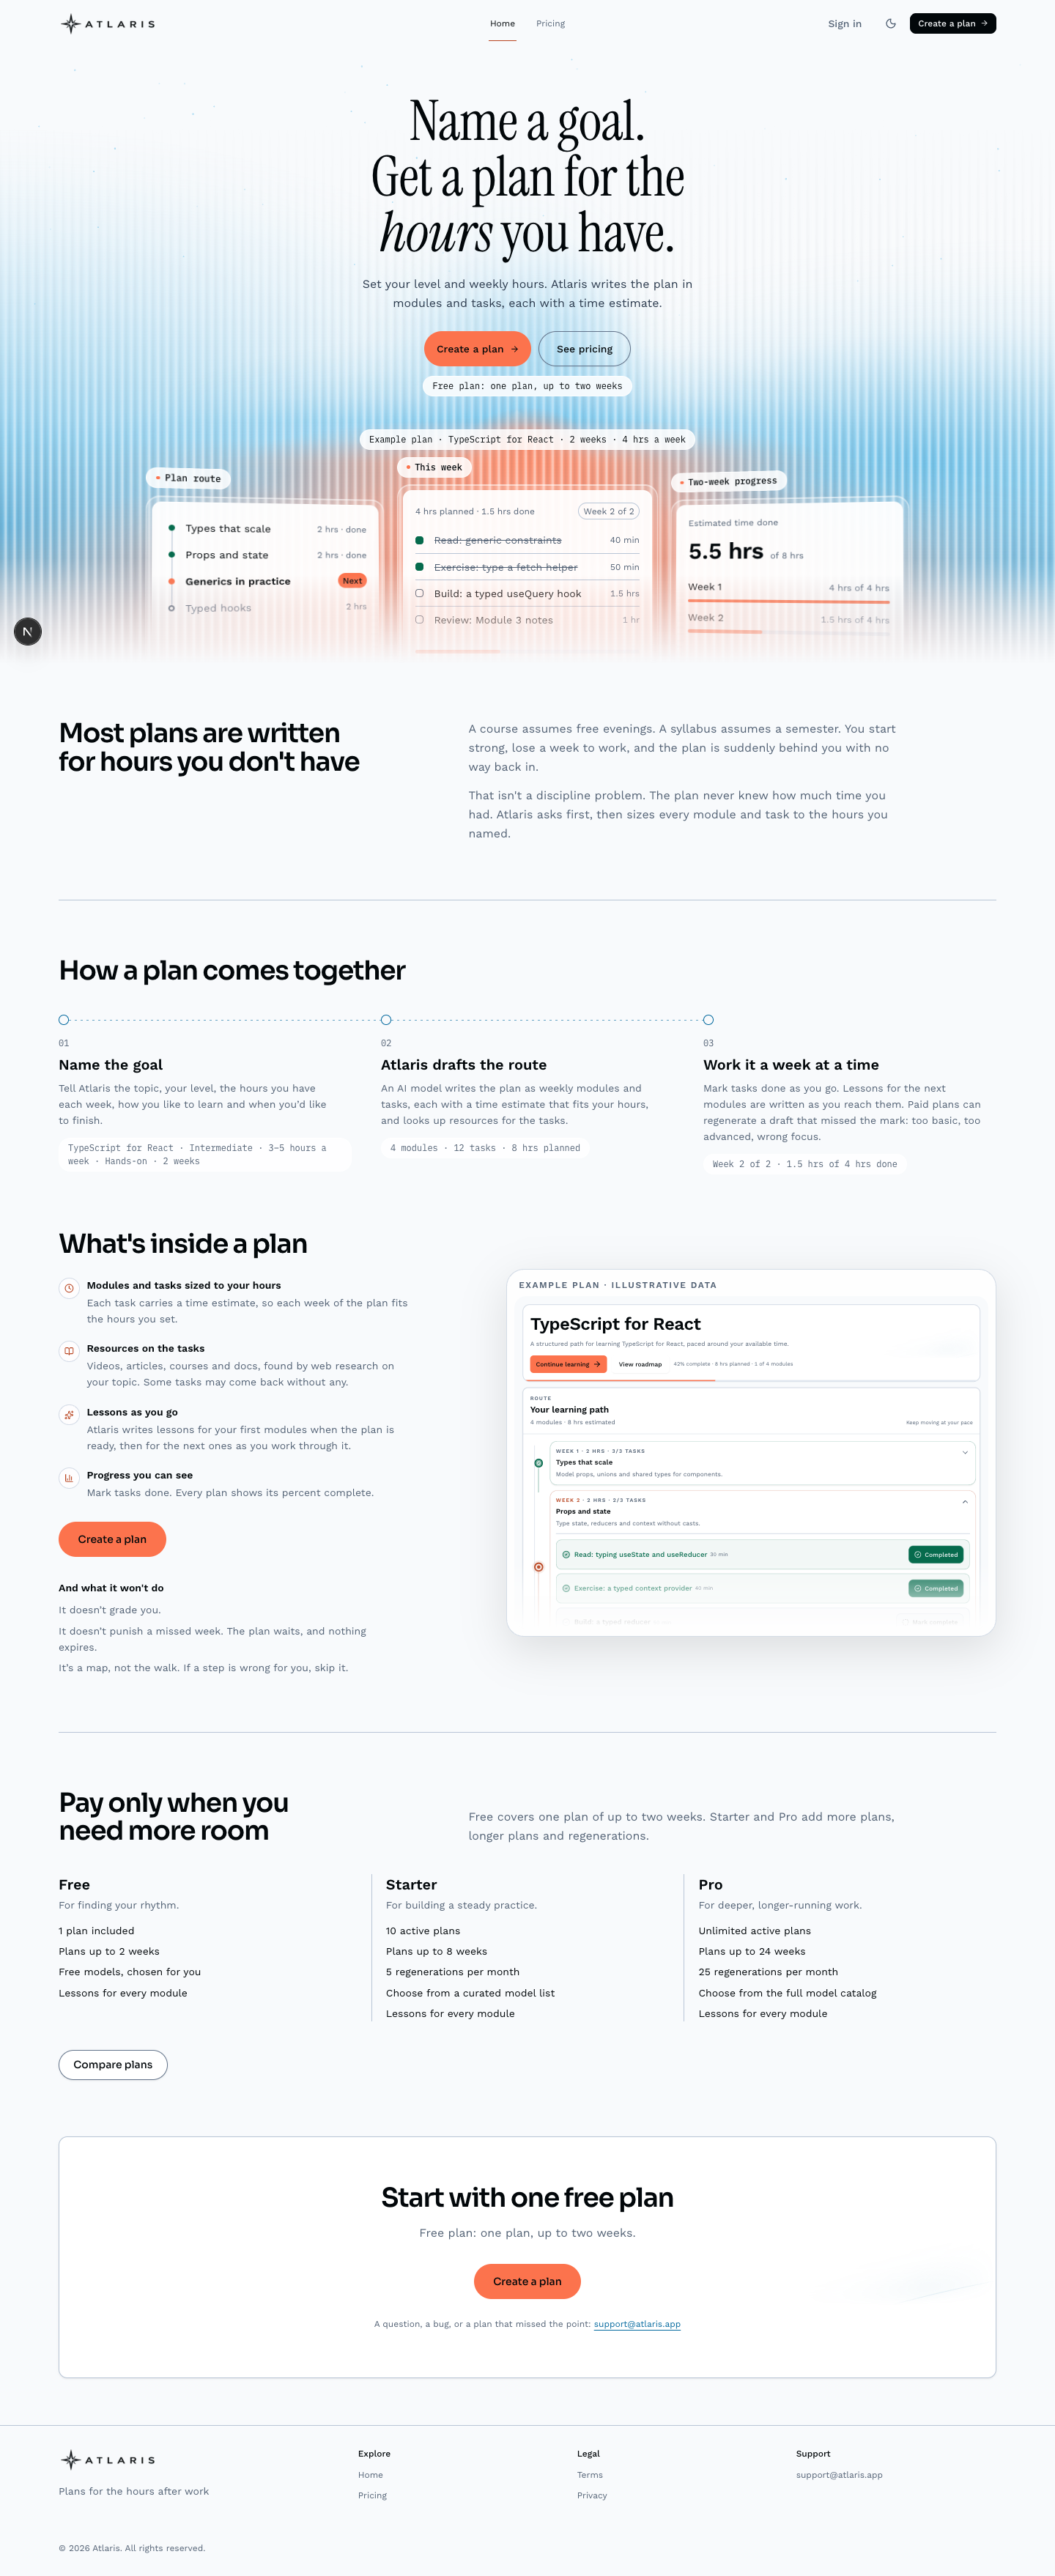 ATLARIS
Home
Pricing
Sign in
Create a plan →
Name a goal.
Get a plan for the
hours you have.
Set your level and weekly hours. Atlaris writes the plan in
modules and tasks, each with a time estimate.
Create a plan →
See pricing
Free plan: one plan, up to two weeks
Example plan · TypeScript for React · 2 weeks · 4 hrs a week
Plan route
Types that scale
2 hrs · done
Props and state
2 hrs · done
Generics in practice
Next
Typed hooks
2 hrs
This week
4 hrs planned · 1.5 hrs done
Week 2 of 2
Read: generic constraints
40 min
Exercise: type a fetch helper
50 min
Build: a typed useQuery hook
1.5 hrs
Review: Module 3 notes
1 hr
Two-week progress
Estimated time done
5.5 hrs of 8 hrs
Week 1
4 hrs of 4 hrs
Week 2
1.5 hrs of 4 hrs
N
Most plans are written
for hours you don't have
A course assumes free evenings. A syllabus assumes a semester. You start
strong, lose a week to work, and the plan is suddenly behind you with no
way back in.
That isn't a discipline problem. The plan never knew how much time you
had. Atlaris asks first, then sizes every module and task to the hours you
named.
How a plan comes together
01
Name the goal
Tell Atlaris the topic, your level, the hours you have
each week, how you like to learn and when you'd like
to finish.
TypeScript for React · Intermediate · 3–5 hours a
week · Hands-on · 2 weeks
02
Atlaris drafts the route
An AI model writes the plan as weekly modules and
tasks, each with a time estimate that fits your hours,
and looks up resources for the tasks.
4 modules · 12 tasks · 8 hrs planned
03
Work it a week at a time
Mark tasks done as you go. Lessons for the next
modules are written as you reach them. Paid plans can
regenerate a draft that missed the mark: too basic, too
advanced, wrong focus.
Week 2 of 2 · 1.5 hrs of 4 hrs done
What's inside a plan
Modules and tasks sized to your hours
Each task carries a time estimate, so each week of the plan fits
the hours you set.
Resources on the tasks
Videos, articles, courses and docs, found by web research on
your topic. Some tasks may come back without any.
Lessons as you go
Atlaris writes lessons for your first modules when the plan is
ready, then for the next ones as you work through it.
Progress you can see
Mark tasks done. Every plan shows its percent complete.
Create a plan
And what it won't do
It doesn't grade you.
It doesn't punish a missed week. The plan waits, and nothing
expires.
It's a map, not the walk. If a step is wrong for you, skip it.
EXAMPLE PLAN · ILLUSTRATIVE DATA
TypeScript for React
A structured path for learning TypeScript for React, paced around your available time.
Continue learning →
View roadmap
42% complete · 8 hrs planned · 1 of 4 modules
ROUTE
Your learning path
4 modules · 8 hrs estimated
Keep moving at your pace
WEEK 1 · 2 HRS · 3/3 TASKS
Types that scale
Model props, unions and shared types for components.
WEEK 2 · 2 HRS · 2/3 TASKS
Props and state
Type state, reducers and context without casts.
Read: typing useState and useReducer 30 min
Completed
Exercise: a typed context provider 40 min
Completed
Build: a typed reducer
Mark complete
Pay only when you
need more room
Free covers one plan of up to two weeks. Starter and Pro add more plans,
longer plans and regenerations.
Free
For finding your rhythm.
1 plan included
Plans up to 2 weeks
Free models, chosen for you
Lessons for every module
Starter
For building a steady practice.
10 active plans
Plans up to 8 weeks
5 regenerations per month
Choose from a curated model list
Lessons for every module
Pro
For deeper, longer-running work.
Unlimited active plans
Plans up to 24 weeks
25 regenerations per month
Choose from the full model catalog
Lessons for every module
Compare plans
Start with one free plan
Free plan: one plan, up to two weeks.
Create a plan
A question, a bug, or a plan that missed the point: support@atlaris.app
ATLARIS
Plans for the hours after work
Explore
Home
Pricing
Legal
Terms
Privacy
Support
support@atlaris.app
© 2026 Atlaris. All rights reserved.